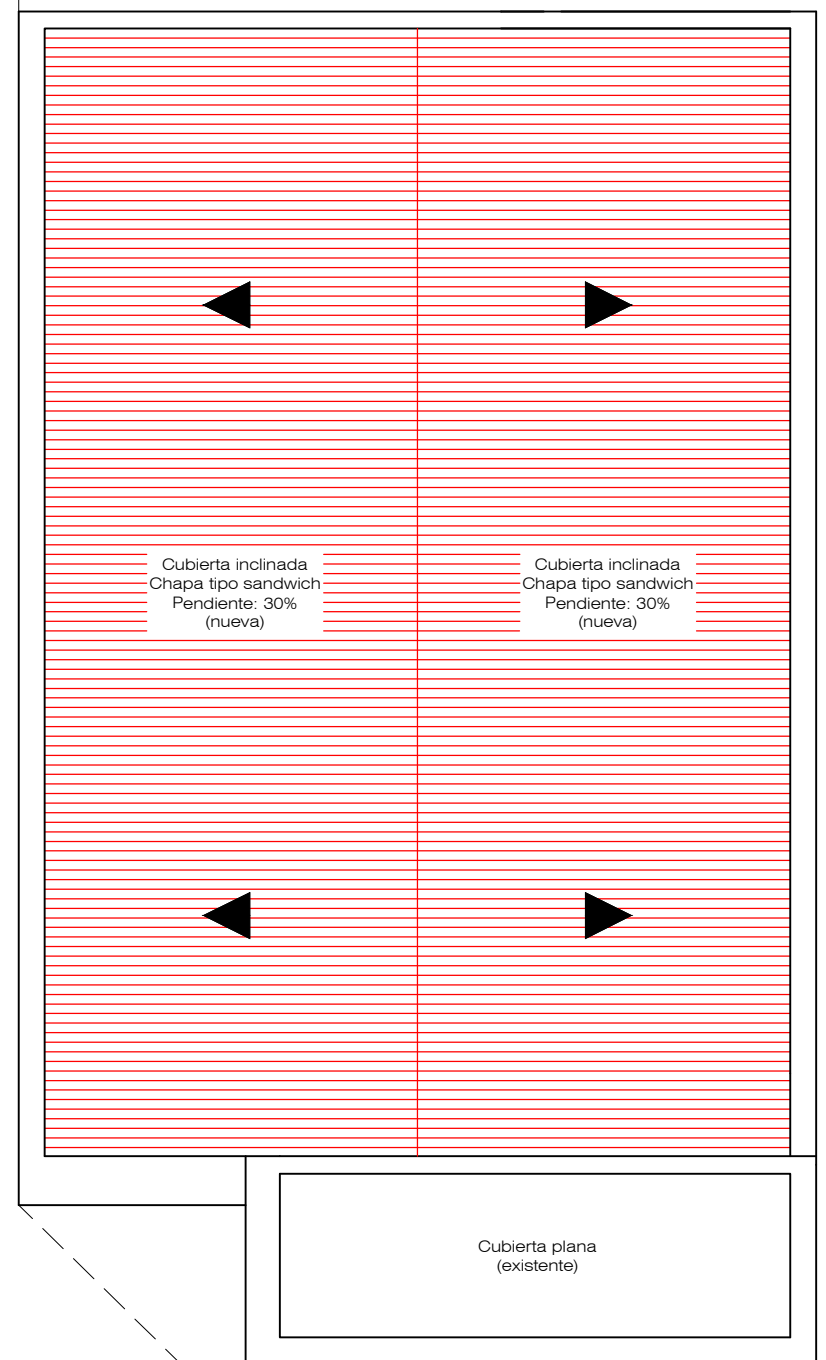 Cubierta inclinada
Chapa tipo sandwich
Pendiente: 30%
(nueva)
Cubierta inclinada
Chapa tipo sandwich
Pendiente: 30%
(nueva)
Cubierta plana
(existente)